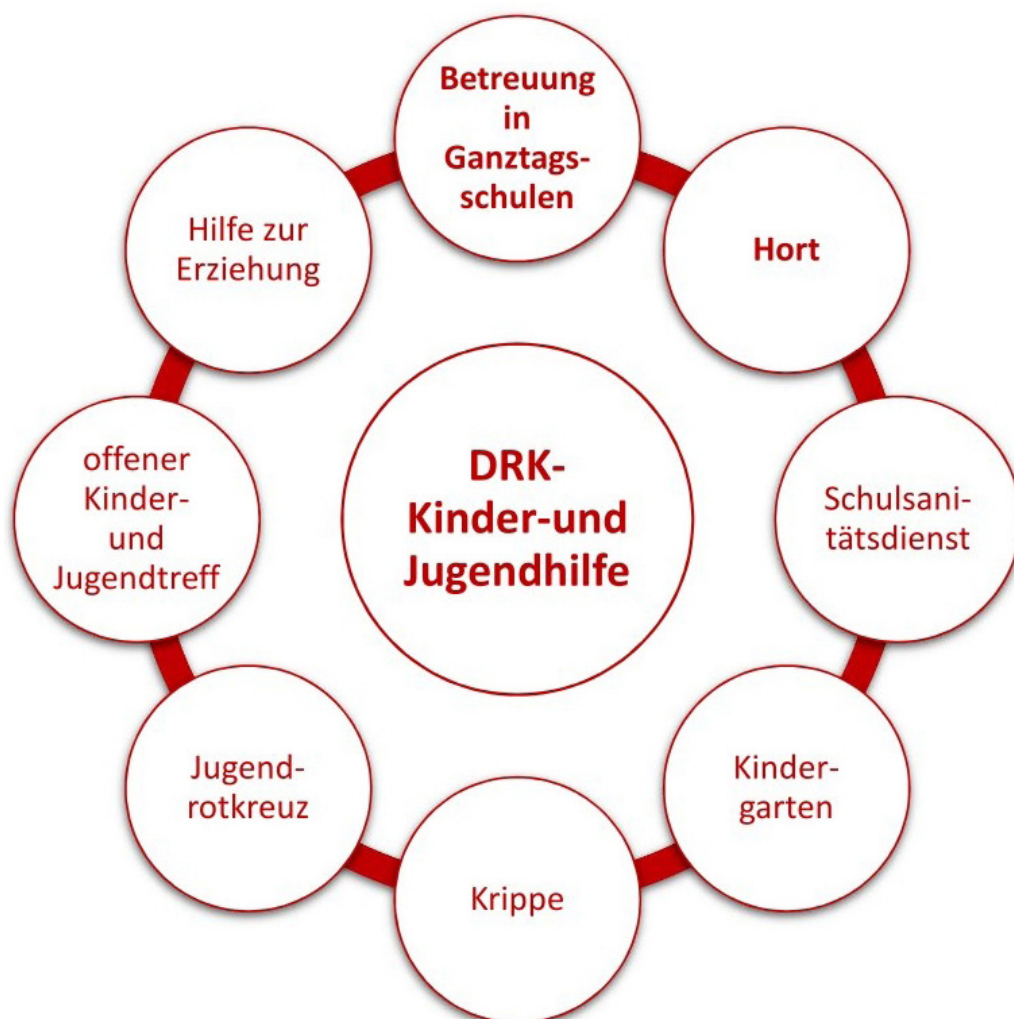 Betreuung
in
Ganztags-
schulen
Hort
Schulsani-
tätsdienst
Kinder-
garten
Krippe
Jugend-
rotkreuz
offener
Kinder-
und
Jugendtreff
Hilfe zur
Erziehung
DRK-
Kinder-und
Jugendhilfe